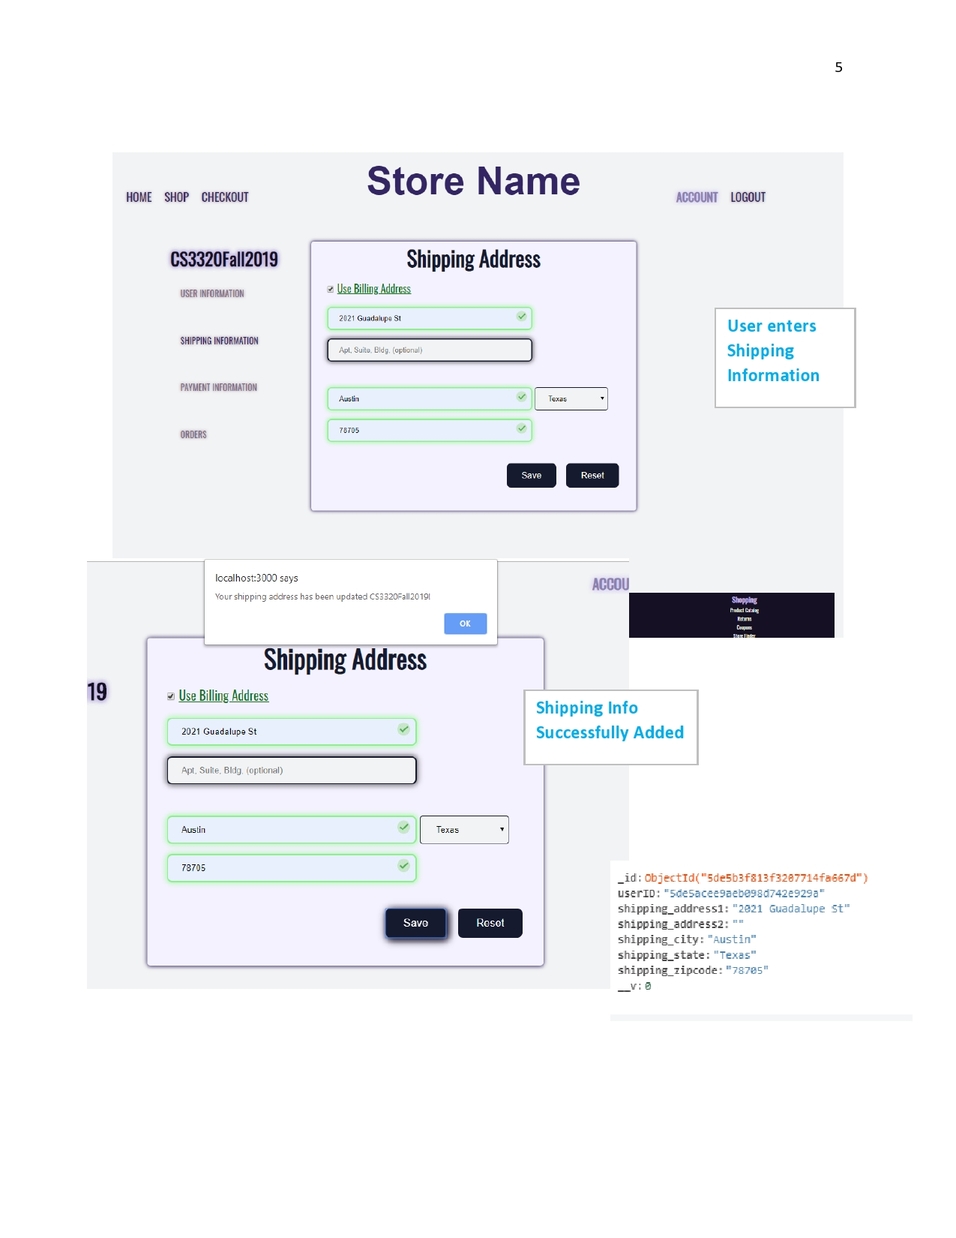 5
Store Name
HOME SHOP CHECKOUT
ACCOUNT LOGOUT
CS3320Fall2019
USER INFORMATION
SHIPPING INFORMATION
PAYMENT INFORMATION
ORDERS
Shipping Address
Use Billing Address
2021 Guadalupe St
Apt, Suite, Bldg, (optional)
Austin
Texas
78705
Save
Reset
User enters
Shipping
Information
localhost:3000 says
Your shipping address has been updated CS3320Fall2019!
OK
ACCOU
Shopping
Product Catalog
Returns
Coupons
Store Finder
19
Shipping Address
Use Billing Address
2021 Guadalupe St
Apt, Suite, Bldg, (optional)
Austin
Texas
78705
Save
Reset
Shipping Info
Successfully Added
_id: ObjectId("5de5b3f813f3207714fa667d")
userID: "5de5acee9aeb098d742e929a"
shipping_address1: "2021 Guadalupe St"
shipping_address2: ""
shipping_city: "Austin"
shipping_state: "Texas"
shipping_zipcode: "78705"
__v: 0